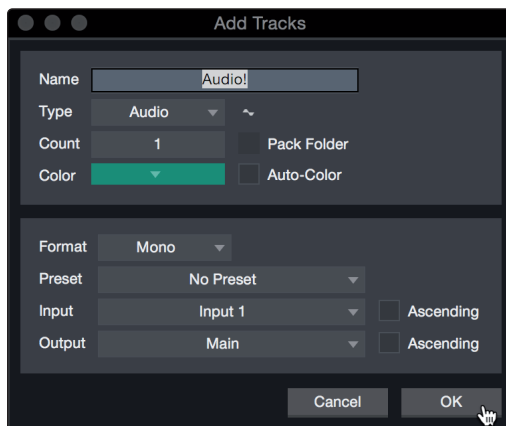 Add Tracks
Name Audio!
Type Audio
Count 1 Pack Folder
Color Auto-Color
Format Mono
Preset No Preset
Input Input 1 Ascending
Output Main Ascending
Cancel OK